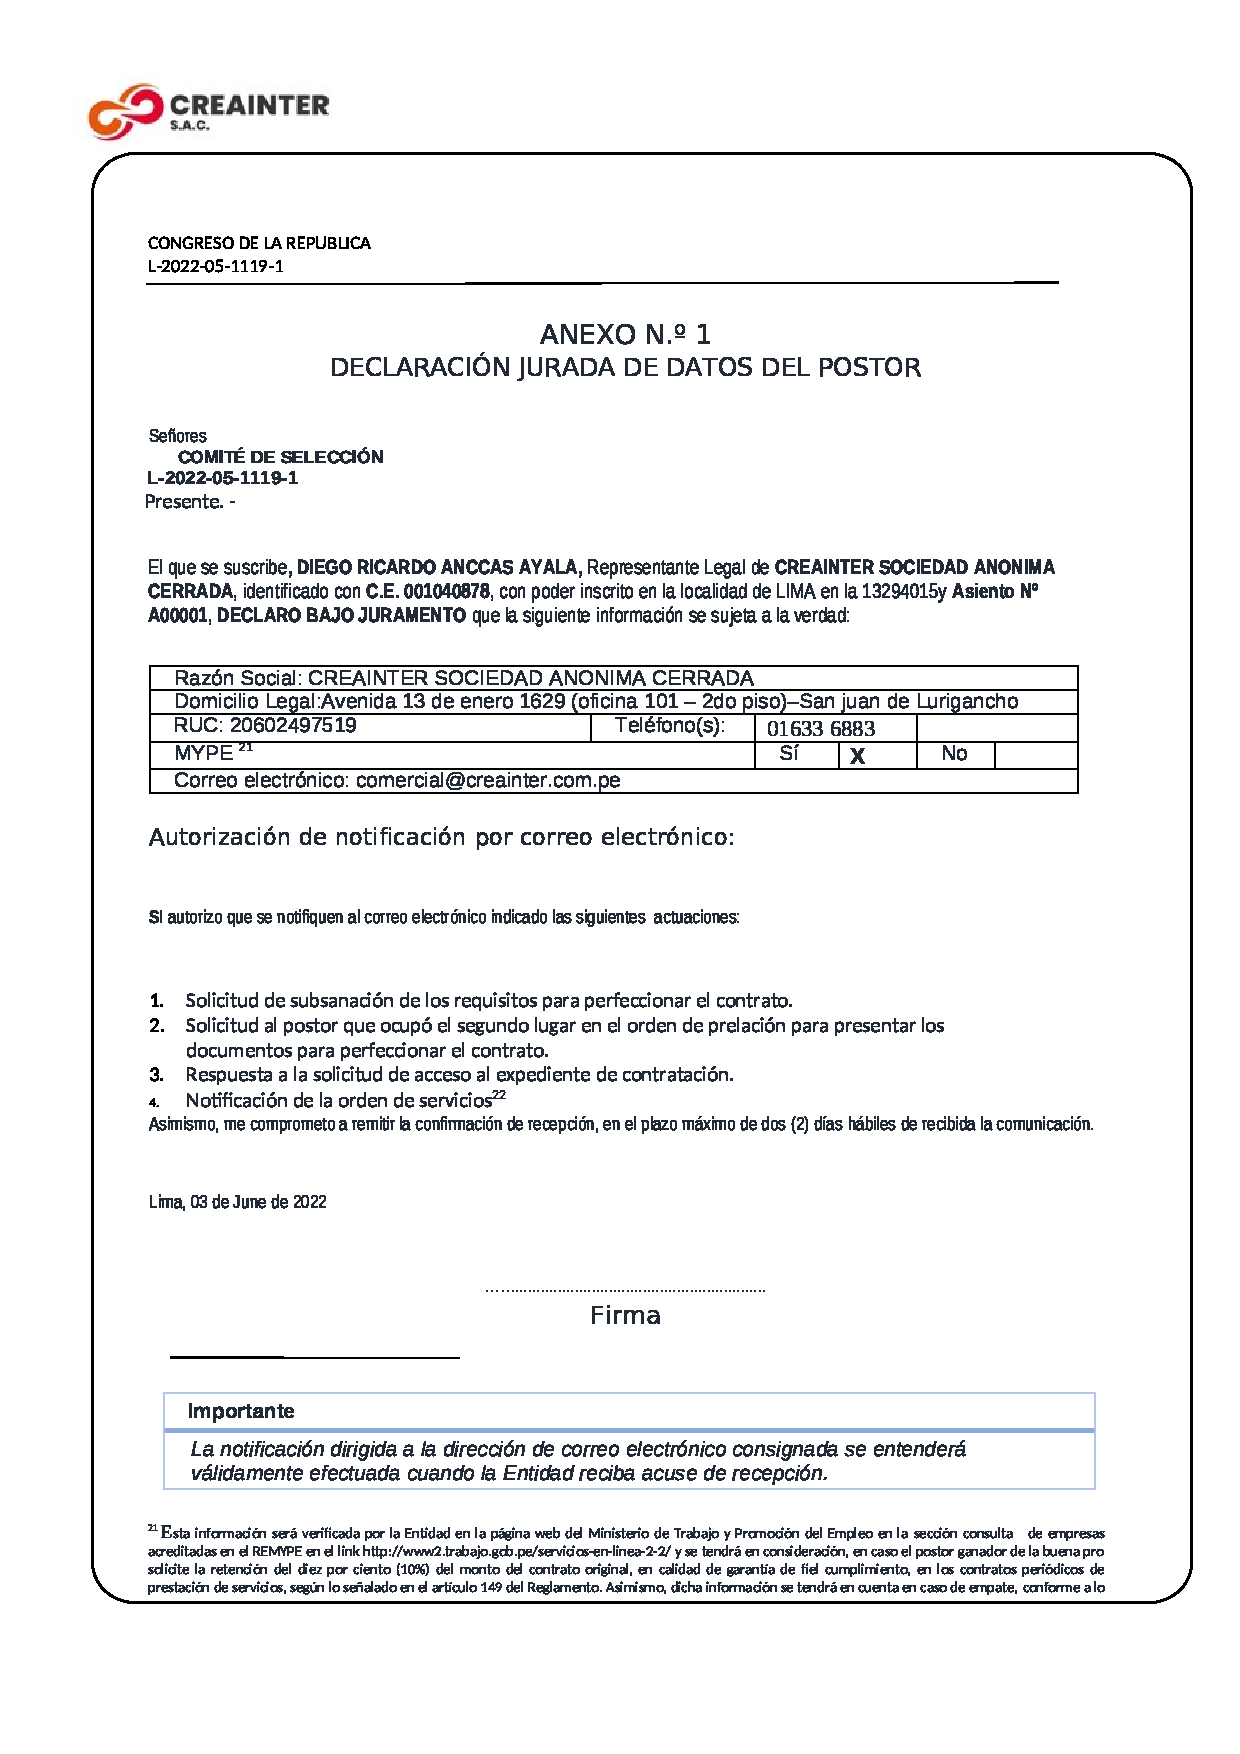 CREAINTER
S.A.C.
CONGRESO DE LA REPUBLICA
L-2022-05-1119-1
ANEXO N.º 1
DECLARACIÓN JURADA DE DATOS DEL POSTOR
Señores
COMITÉ DE SELECCIÓN
L-2022-05-1119-1
Presente. -
El que se suscribe, DIEGO RICARDO ANCCAS AYALA, Representante Legal de CREAINTER SOCIEDAD ANONIMA
CERRADA, identificado con C.E. 001040878, con poder inscrito en la localidad de LIMA en la 13294015y Asiento Nº
A00001, DECLARO BAJO JURAMENTO que la siguiente información se sujeta a la verdad:
Razón Social: CREAINTER SOCIEDAD ANONIMA CERRADA
Domicilio Legal:Avenida 13 de enero 1629 (oficina 101 – 2do piso)–San juan de Lurigancho
RUC: 20602497519 Teléfono(s): 01633 6883
MYPE 21 Sí X No
Correo electrónico: comercial@creainter.com.pe
Autorización de notificación por correo electrónico:
SI autorizo que se notifiquen al correo electrónico indicado las siguientes actuaciones:
1. Solicitud de subsanación de los requisitos para perfeccionar el contrato.
2. Solicitud al postor que ocupó el segundo lugar en el orden de prelación para presentar los
documentos para perfeccionar el contrato.
3. Respuesta a la solicitud de acceso al expediente de contratación.
4. Notificación de la orden de servicios22
Asimismo, me comprometo a remitir la confirmación de recepción, en el plazo máximo de dos (2) días hábiles de recibida la comunicación.
Lima, 03 de June de 2022
Firma
Importante
La notificación dirigida a la dirección de correo electrónico consignada se entenderá
válidamente efectuada cuando la Entidad reciba acuse de recepción.
21 Esta información será verificada por la Entidad en la página web del Ministerio de Trabajo y Promoción del Empleo en la sección consulta de empresas
acreditadas en el REMYPE en el link http://www2.trabajo.gob.pe/servicios-en-linea-2-2/ y se tendrá en consideración, en caso el postor ganador de la buena pro
solicite la retención del diez por ciento (10%) del monto del contrato original, en calidad de garantía de fiel cumplimiento, en los contratos periódicos de
prestación de servicios, según lo señalado en el artículo 149 del Reglamento. Asimismo, dicha información se tendrá en cuenta en caso de empate, conforme a lo